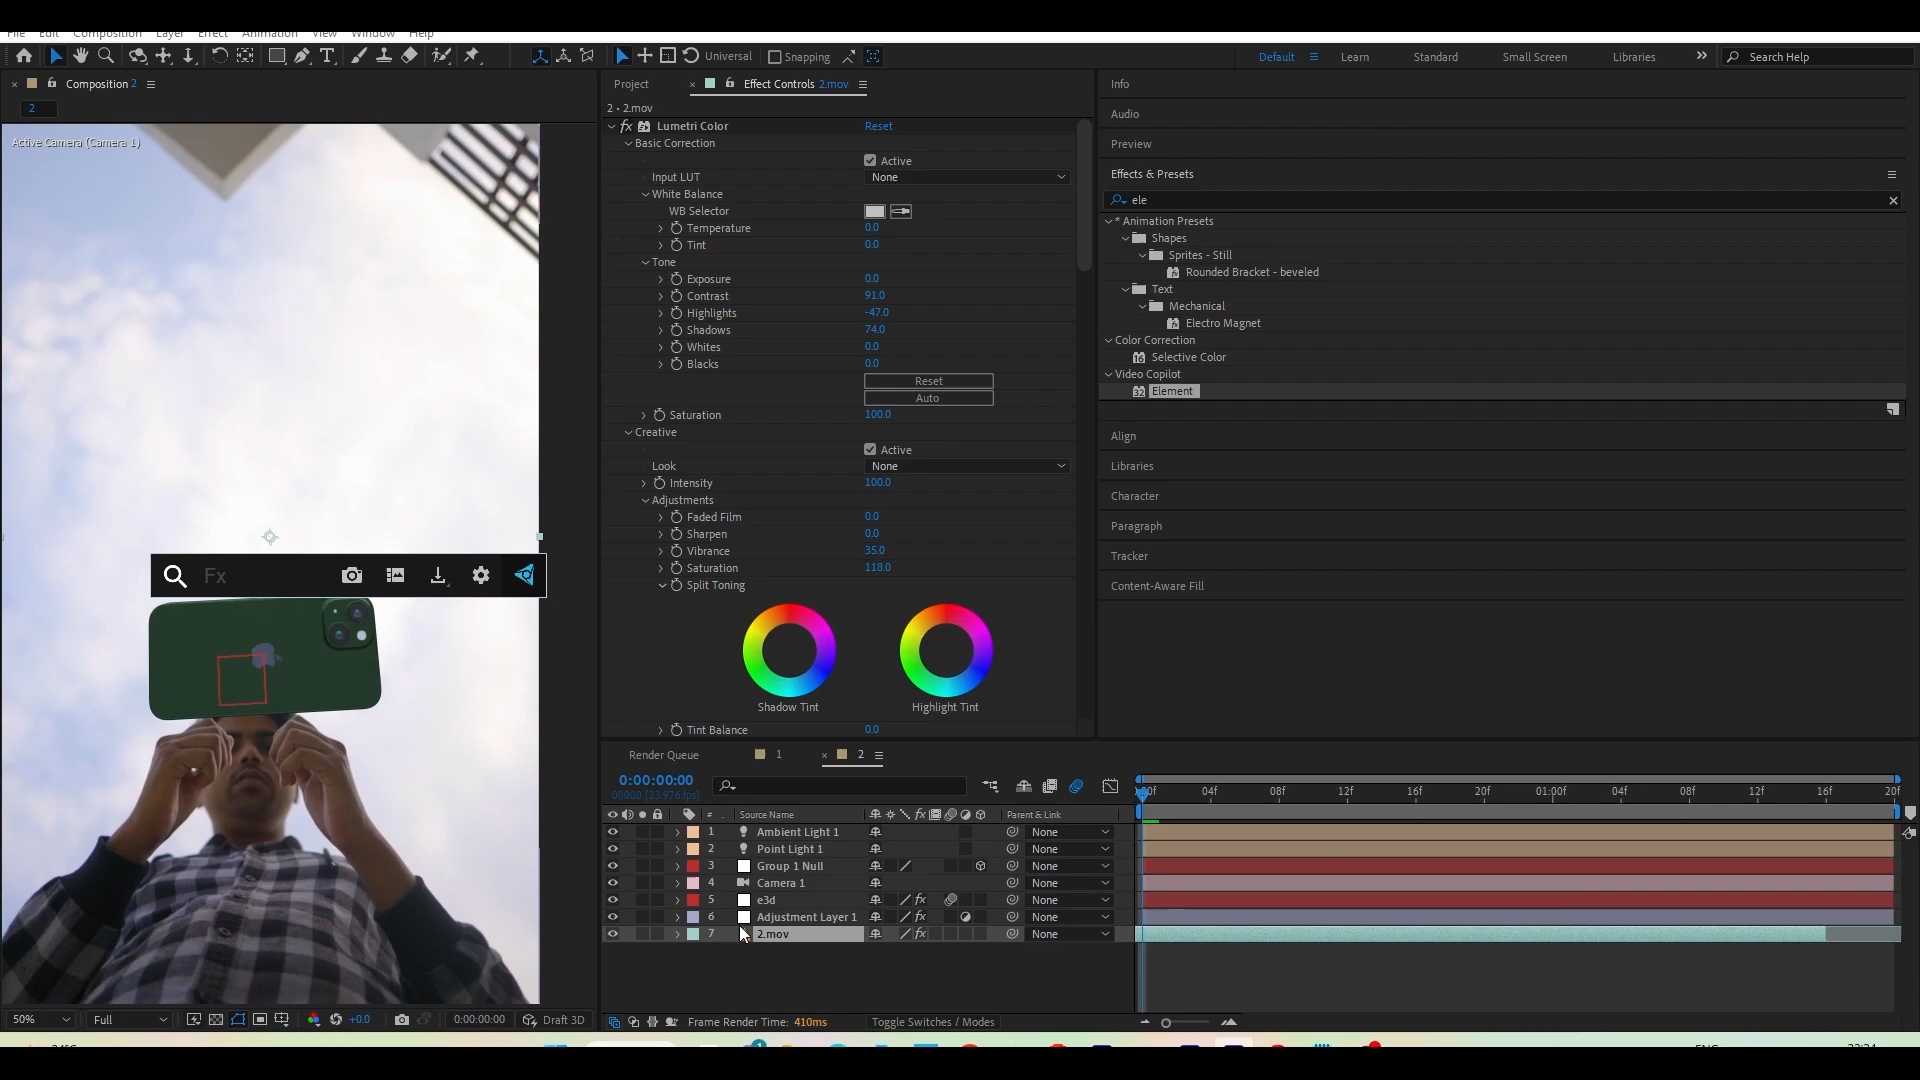 File Edit Composition Layer Effect Animation View Window Help
Universal Snapping Default Learn Standard Small Screen Libraries Search Help
Composition 2
2
Active Camera (Camera 1)
Fx
50% Full +0.0 0:00:00:00 Draft 3D
Project Effect Controls 2.mov
2 • 2.mov
fx Lumetri Color Reset
Basic Correction
Active
Input LUT None
White Balance
WB Selector
Temperature 0.0
Tint 0.0
Tone
Exposure 0.0
Contrast 91.0
Highlights -47.0
Shadows 74.0
Whites 0.0
Blacks 0.0
Reset
Auto
Saturation 100.0
Creative
Active
Look None
Intensity 100.0
Adjustments
Faded Film 0.0
Sharpen 0.0
Vibrance 35.0
Saturation 118.0
Split Toning
Shadow Tint Highlight Tint
Tint Balance 0.0
Info
Audio
Preview
Effects & Presets
ele
* Animation Presets
Shapes
Sprites - Still
Rounded Bracket - beveled
Text
Mechanical
Electro Magnet
Color Correction
Selective Color
Video Copilot
Element
Align
Libraries
Character
Paragraph
Tracker
Content-Aware Fill
Render Queue 1 2
0:00:00:00
00000 (23.976 fps)
:00f 04f 08f 12f 16f 20f 01:00f 04f 08f 12f 16f 20f
# Source Name Parent & Link
1 Ambient Light 1 None
2 Point Light 1 None
3 Group 1 Null None
4 Camera 1 None
5 e3d fx None
6 Adjustment Layer 1 fx None
7 2.mov fx None
Frame Render Time: 410ms Toggle Switches / Modes